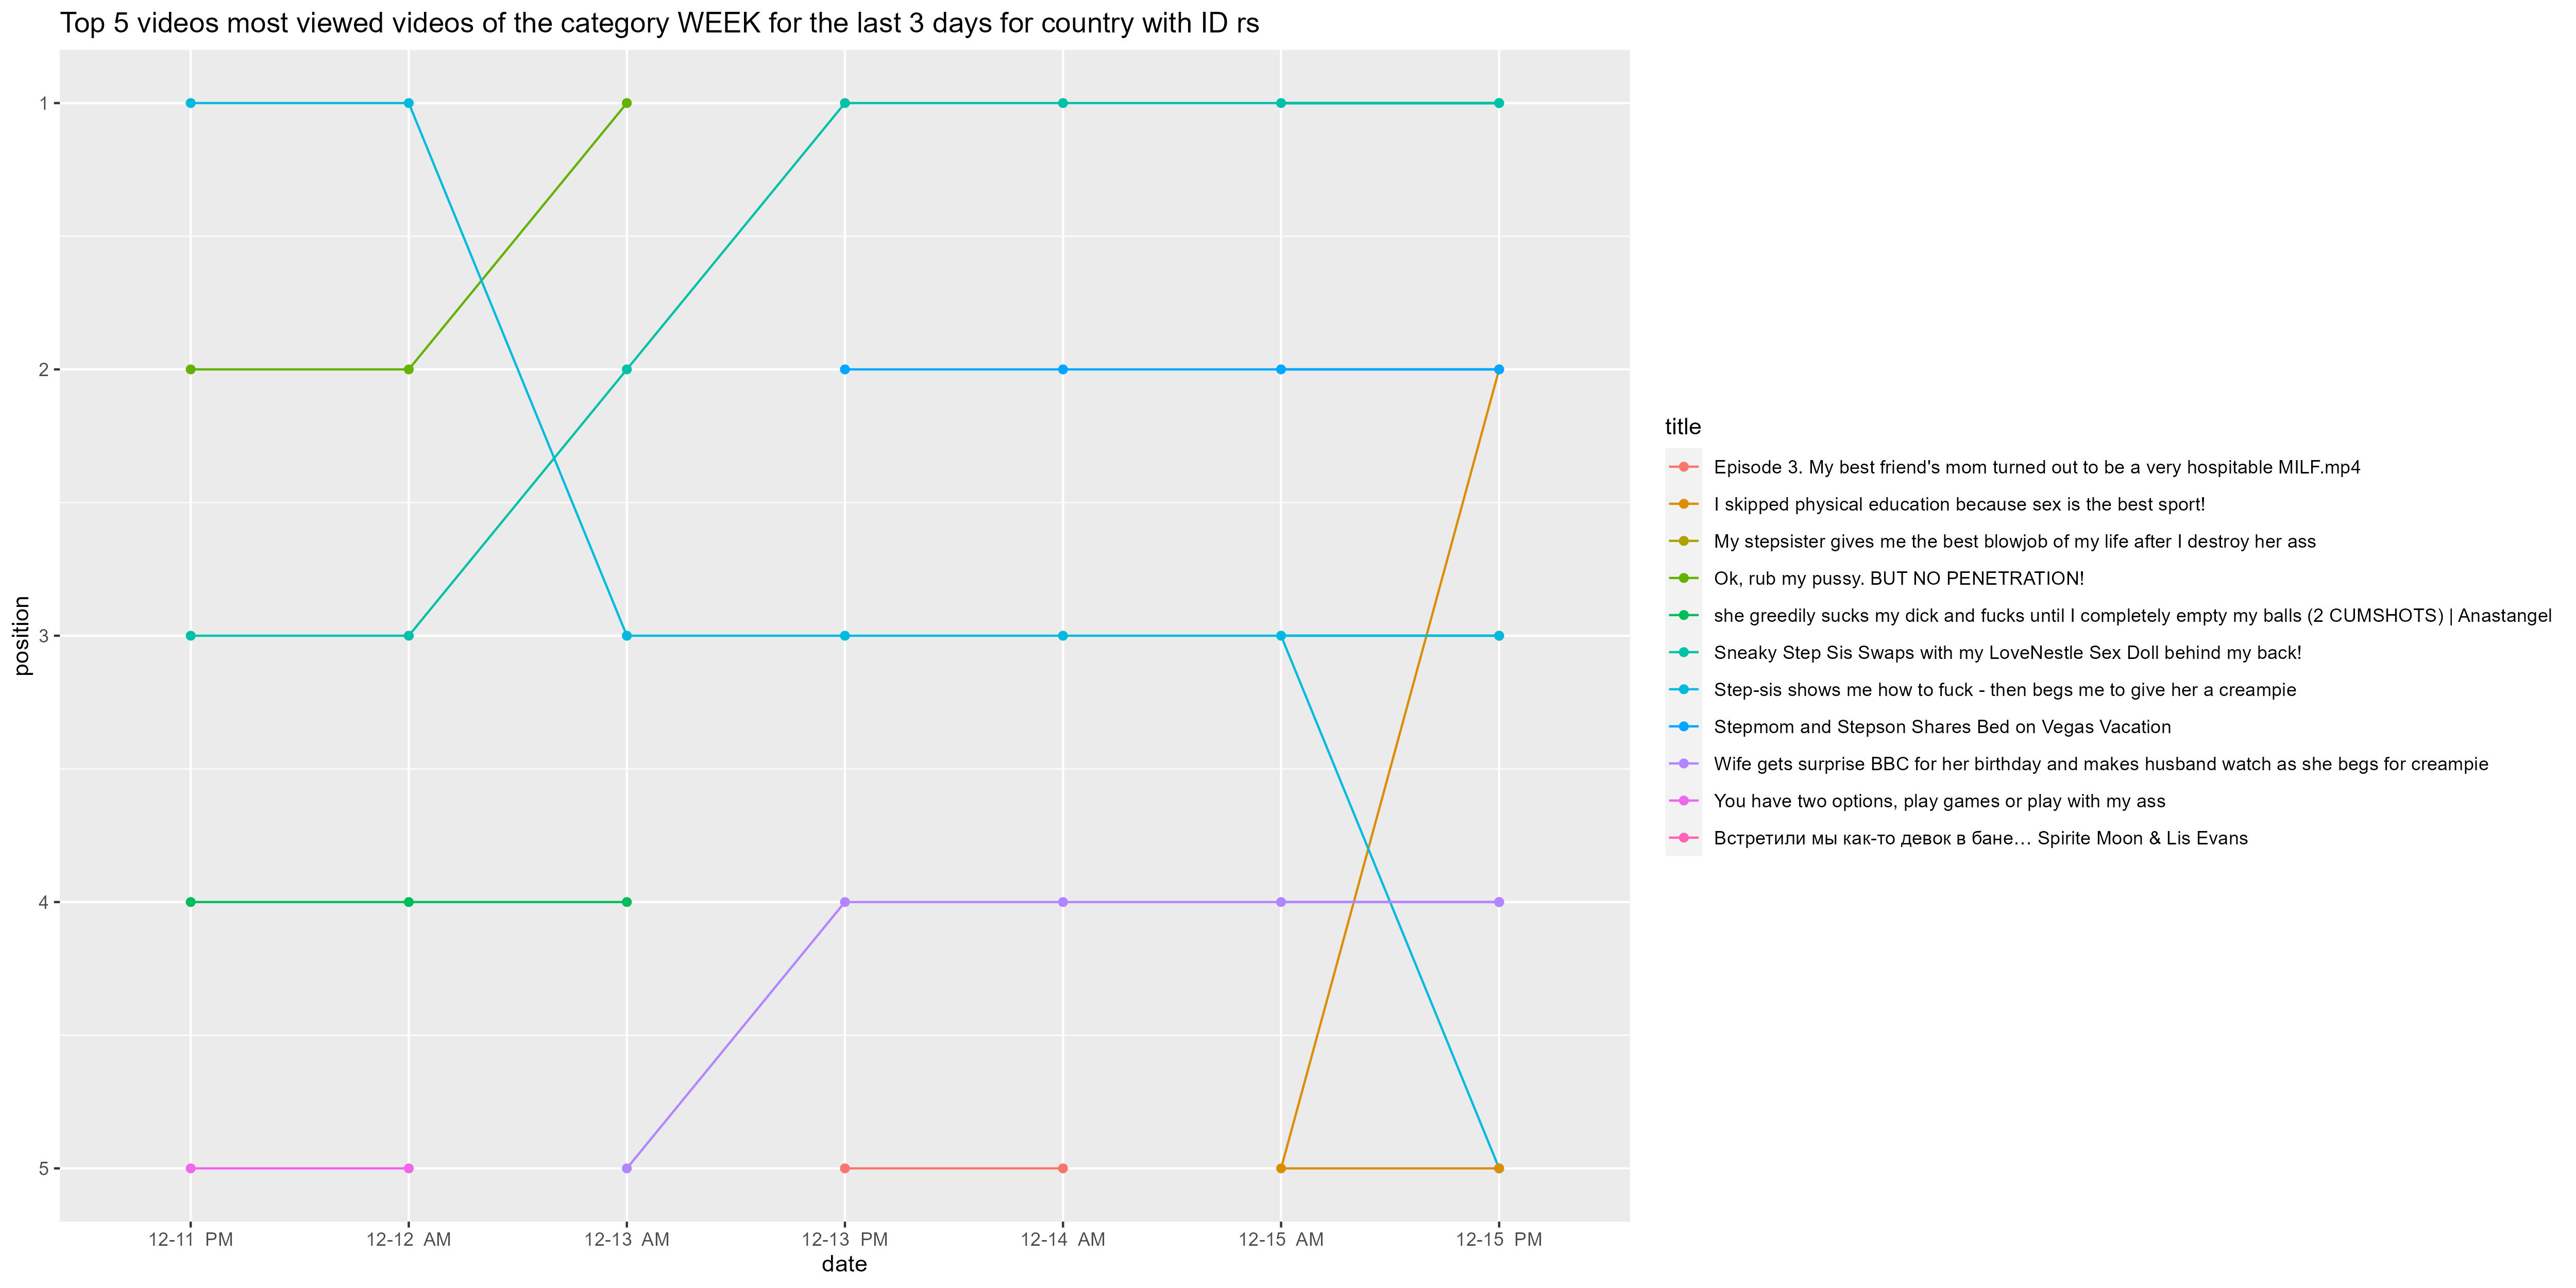 Top 5 videos most viewed videos of the category WEEK for the last 3 days for country with ID rs
position
1
2
3
4
5
12-11 PM
12-12 AM
12-13 AM
12-13 PM
12-14 AM
12-15 AM
12-15 PM
date
title
Episode 3. My best friend's mom turned out to be a very hospitable MILF.mp4
I skipped physical education because sex is the best sport!
My stepsister gives me the best blowjob of my life after I destroy her ass
Ok, rub my pussy. BUT NO PENETRATION!
she greedily sucks my dick and fucks until I completely empty my balls (2 CUMSHOTS) | Anastangel
Sneaky Step Sis Swaps with my LoveNestle Sex Doll behind my back!
Step-sis shows me how to fuck - then begs me to give her a creampie
Stepmom and Stepson Shares Bed on Vegas Vacation
Wife gets surprise BBC for her birthday and makes husband watch as she begs for creampie
You have two options, play games or play with my ass
Встретили мы как-то девок в бане… Spirite Moon & Lis Evans